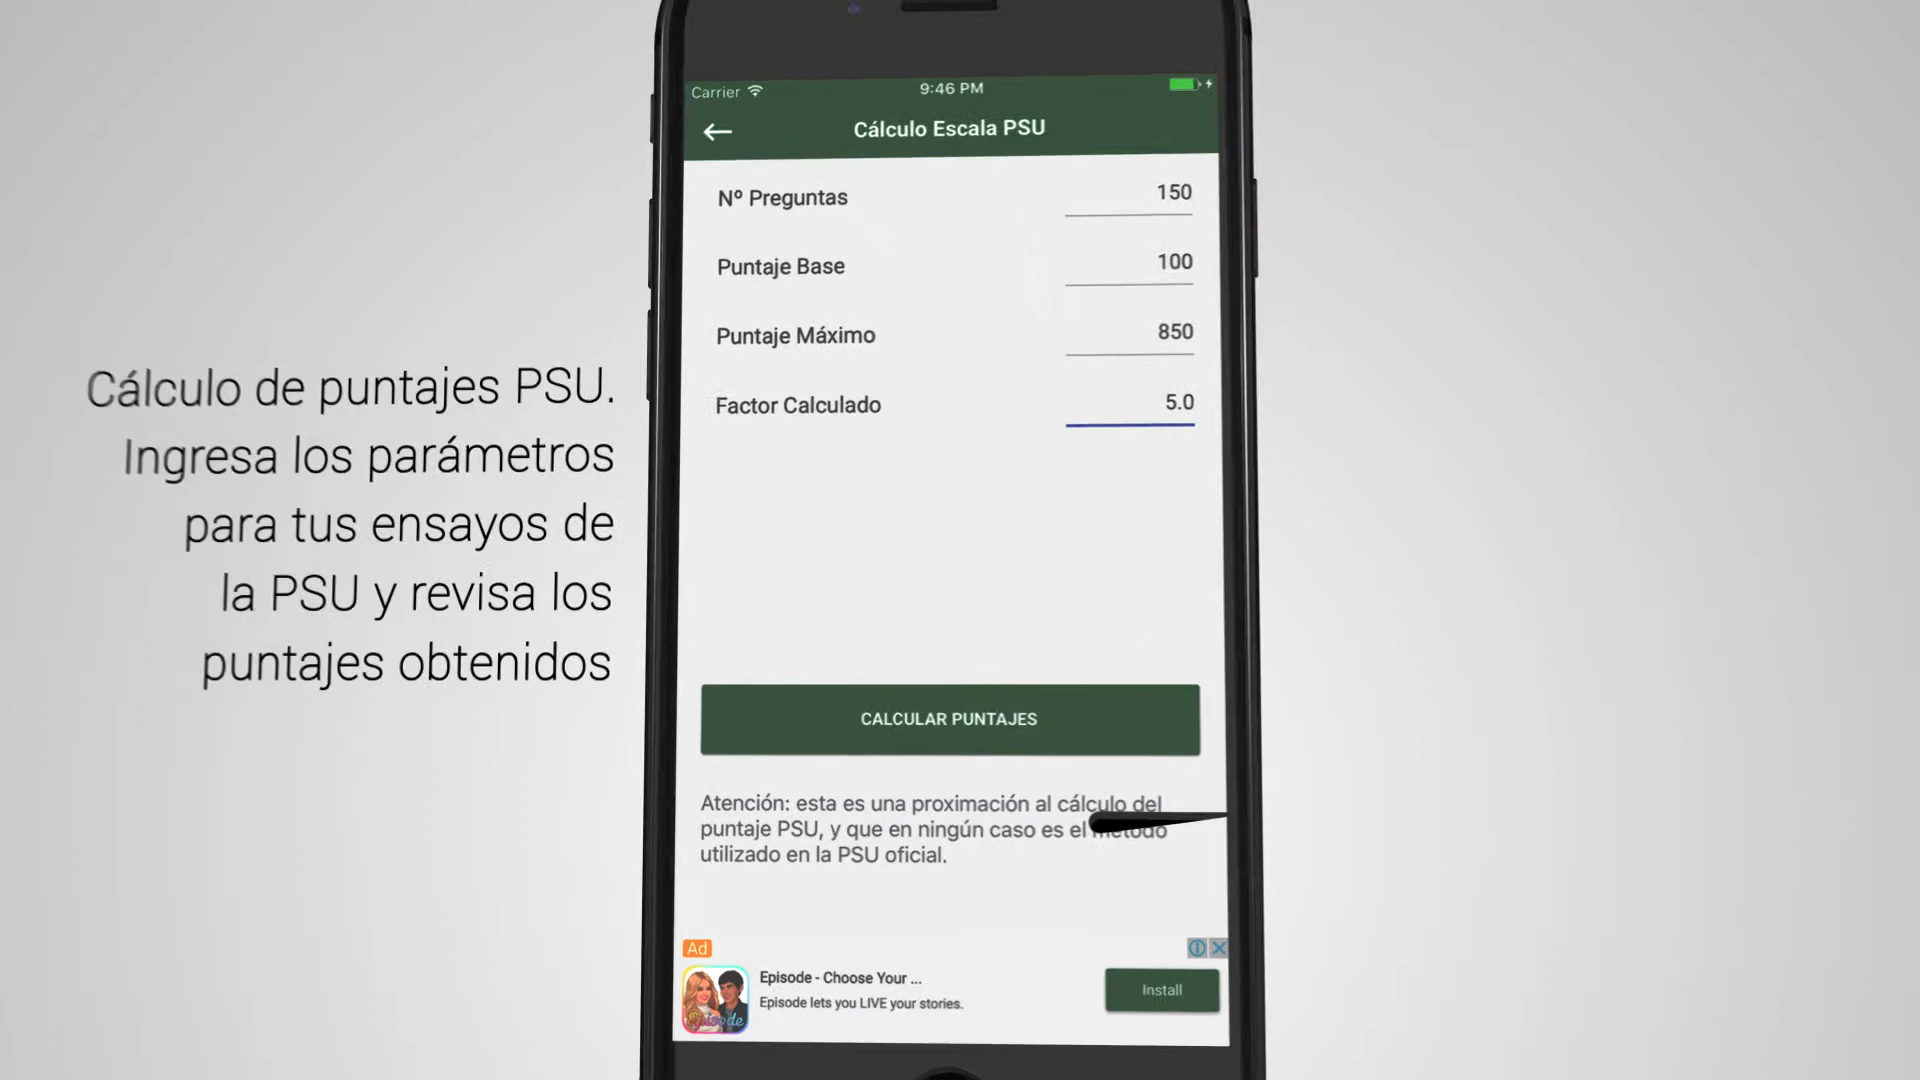 Carrier
9:46 PM
Cálculo Escala PSU
Nº Preguntas 150
Puntaje Base 100
Puntaje Máximo 850
Factor Calculado 5.0
Cálculo de puntajes PSU.
Ingresa los parámetros
para tus ensayos de
la PSU y revisa los
puntajes obtenidos
CALCULAR PUNTAJES
Atención: esta es una proximación al cálculo del
puntaje PSU, y que en ningún caso es el método
utilizado en la PSU oficial.
Ad
Episode - Choose Your ...
Episode lets you LIVE your stories.
Install
Episode